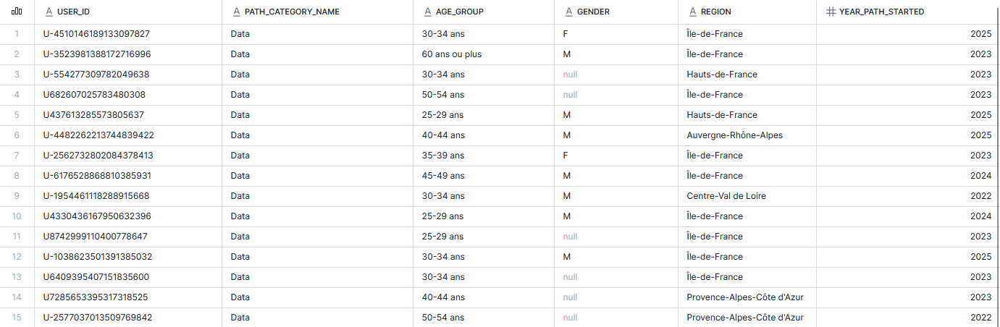 USER_ID PATH_CATEGORY_NAME AGE_GROUP GENDER REGION YEAR_PATH_STARTED
1 U-4510146189133097827 Data 30-34 ans F Île-de-France 2025
2 U-3523981388172716996 Data 60 ans ou plus M Île-de-France 2023
3 U-554277309782049638 Data 30-34 ans null Hauts-de-France 2023
4 U682607025783480308 Data 50-54 ans null Île-de-France 2023
5 U437613285573805637 Data 25-29 ans M Hauts-de-France 2025
6 U-4482262213744839422 Data 40-44 ans M Auvergne-Rhône-Alpes 2025
7 U-2562732802084378413 Data 35-39 ans F Île-de-France 2023
8 U-6176528868810385931 Data 45-49 ans M Île-de-France 2024
9 U-1954461118288915668 Data 30-34 ans M Centre-Val de Loire 2022
10 U4330436167950632396 Data 25-29 ans M Île-de-France 2024
11 U8742999110400778647 Data 25-29 ans null Île-de-France 2023
12 U-1038623501391385032 Data 30-34 ans M Île-de-France 2025
13 U6409395407151835600 Data 30-34 ans null Île-de-France 2023
14 U7285653395317318525 Data 40-44 ans null Provence-Alpes-Côte d'Azur 2023
15 U-2577037013509769842 Data 50-54 ans null Provence-Alpes-Côte d'Azur 2022